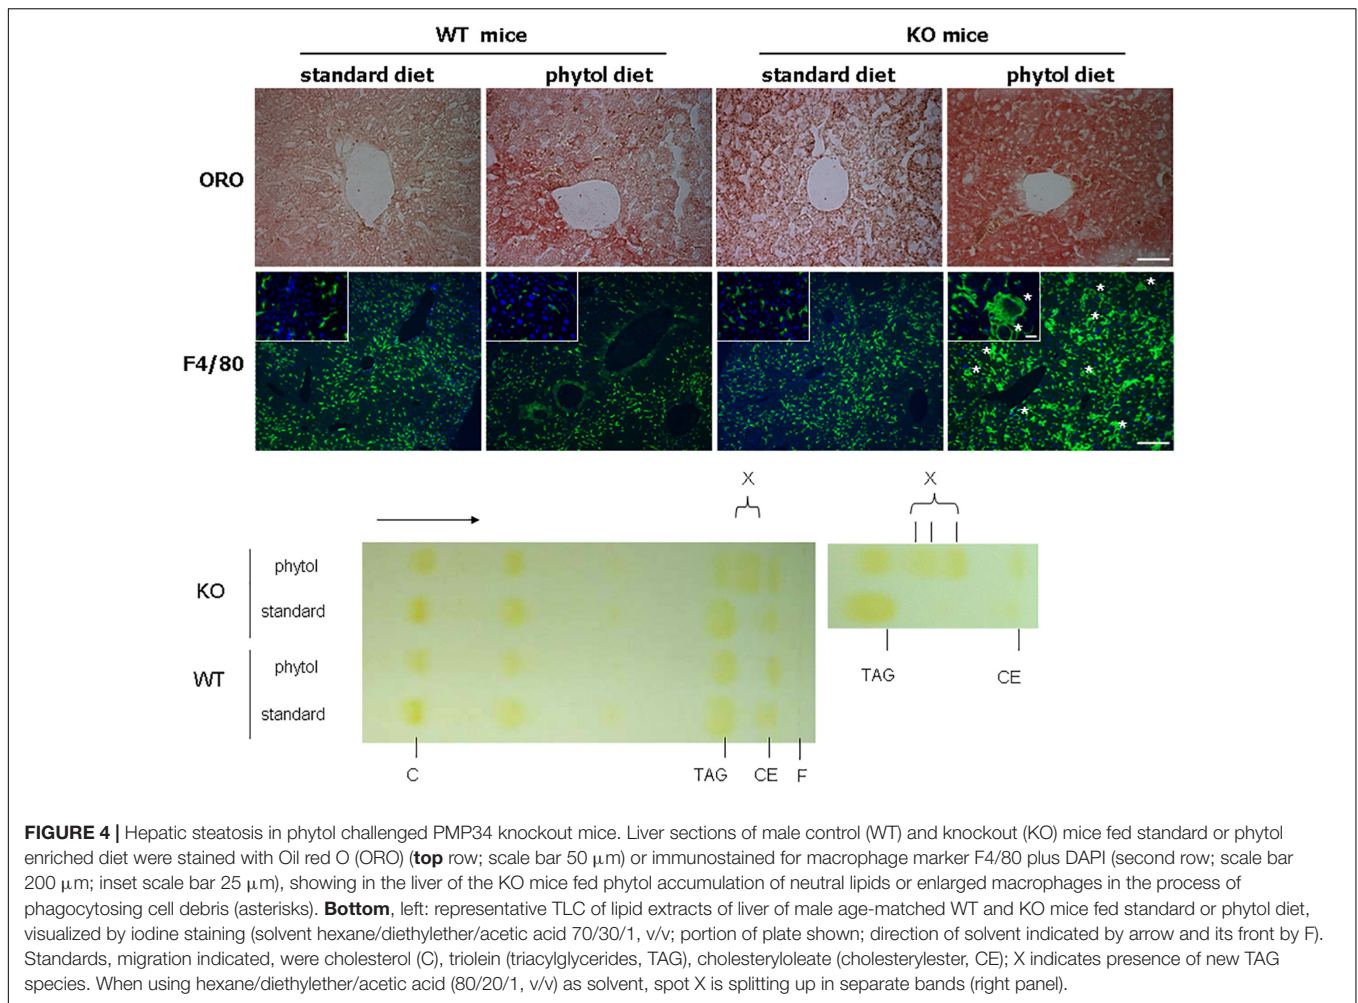 WT mice
KO mice
standard diet
phytol diet
standard diet
phytol diet
ORO
F4/80
* * * * * * * * *
X
X
KO
phytol
standard
WT
phytol
standard
TAG
CE
C
TAG
CE
F
FIGURE 4 | Hepatic steatosis in phytol challenged PMP34 knockout mice. Liver sections of male control (WT) and knockout (KO) mice fed standard or phytol
enriched diet were stained with Oil red O (ORO) (top row; scale bar 50 μm) or immunostained for macrophage marker F4/80 plus DAPI (second row; scale bar
200 μm; inset scale bar 25 μm), showing in the liver of the KO mice fed phytol accumulation of neutral lipids or enlarged macrophages in the process of
phagocytosing cell debris (asterisks). Bottom, left: representative TLC of lipid extracts of liver of male age-matched WT and KO mice fed standard or phytol diet,
visualized by iodine staining (solvent hexane/diethylether/acetic acid 70/30/1, v/v; portion of plate shown; direction of solvent indicated by arrow and its front by F).
Standards, migration indicated, were cholesterol (C), triolein (triacylglycerides, TAG), cholesteryloleate (cholesterylester, CE); X indicates presence of new TAG
species. When using hexane/diethylether/acetic acid (80/20/1, v/v) as solvent, spot X is splitting up in separate bands (right panel).